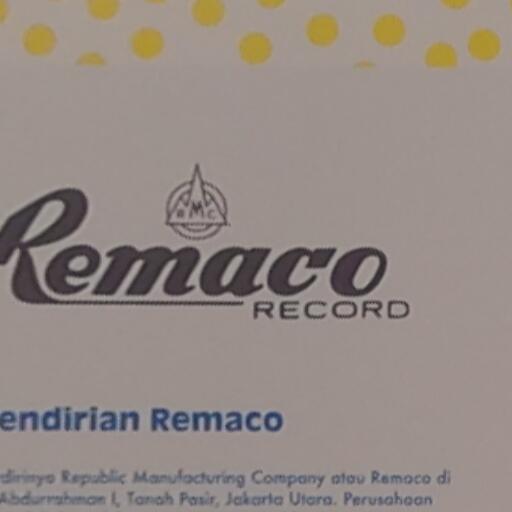 RMC
Remaco
RECORD
endirian Remaco
dirinya Republic Manufacturing Company atau Remaco di
Abdurrahman I, Tanah Pasir, Jakarta Utara. Perusahaan